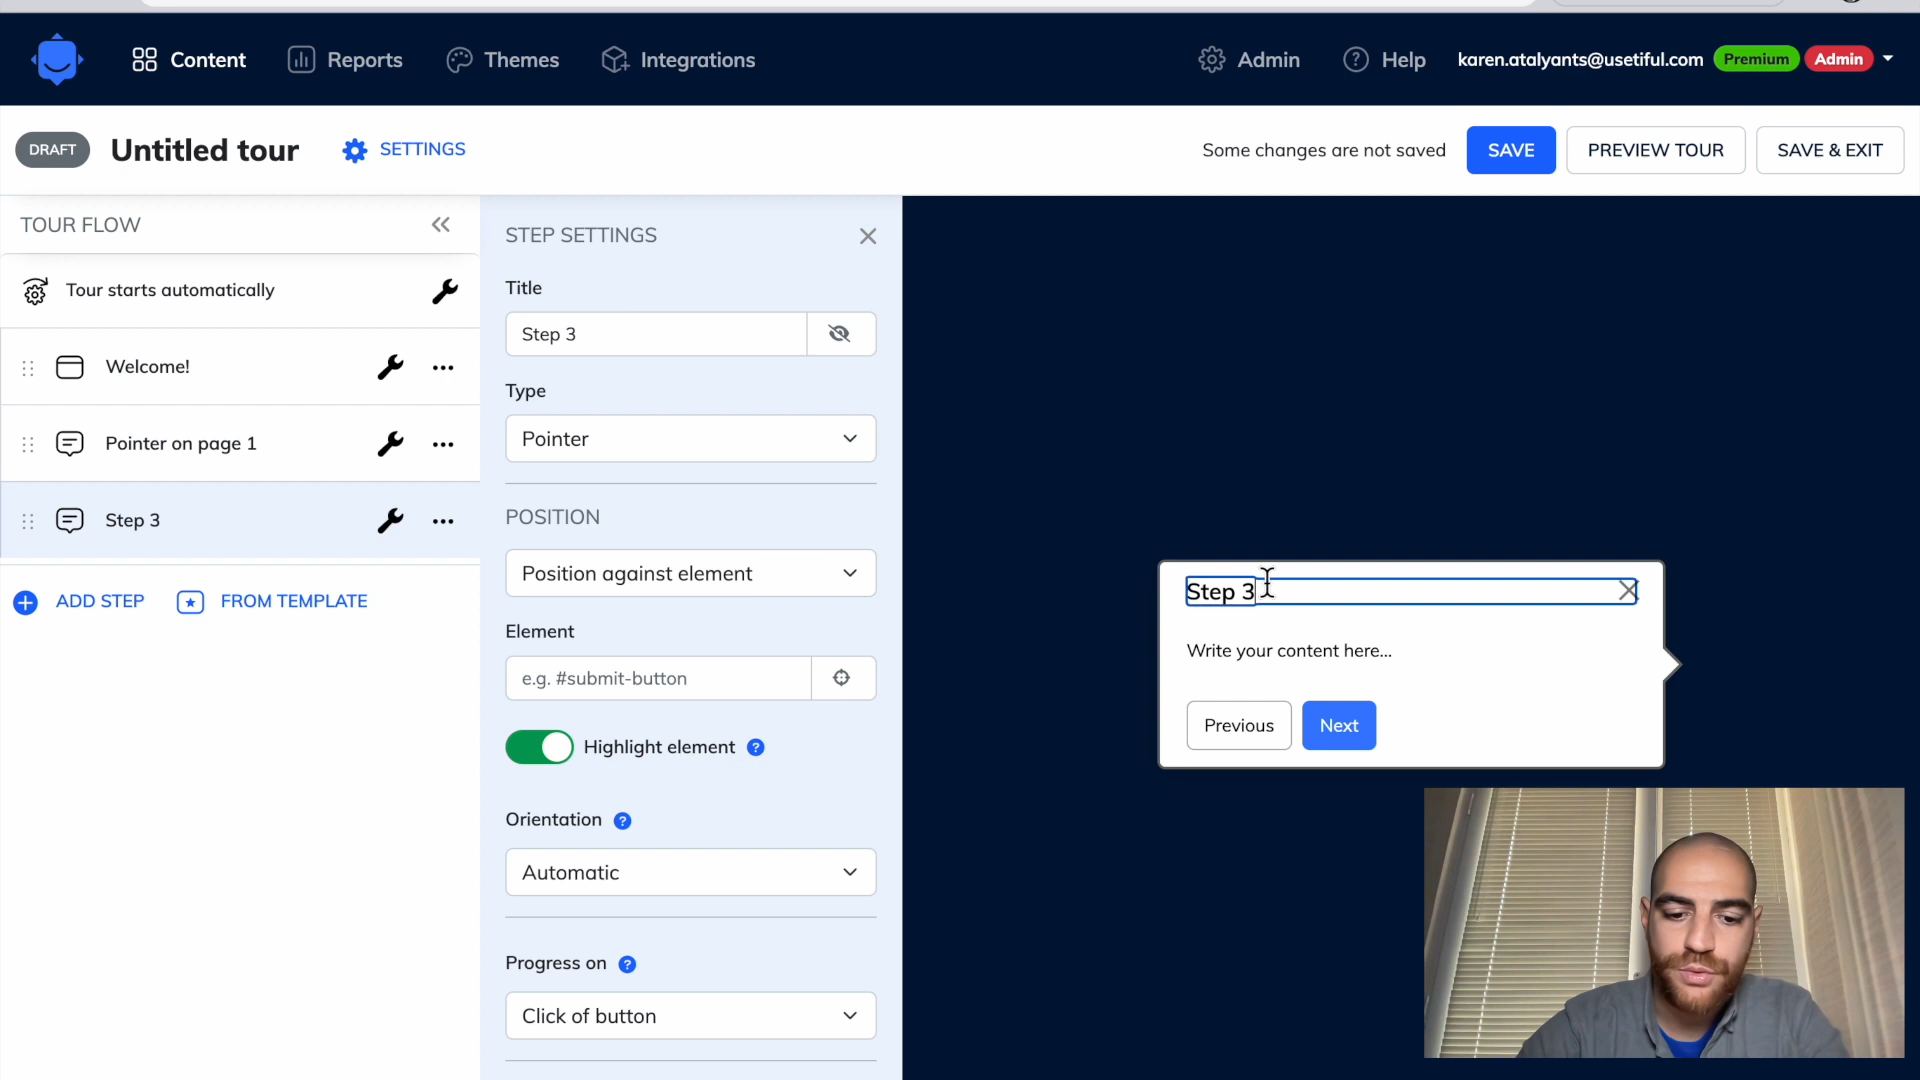 Content
Reports
Themes
Integrations
Admin
? Help
karen.atalyants@usetiful.com
Premium
Admin
DRAFT
Untitled tour
SETTINGS
Some changes are not saved
SAVE
PREVIEW TOUR
SAVE & EXIT
TOUR FLOW
Tour starts automatically
Welcome!
Pointer on page 1
Step 3
ADD STEP
FROM TEMPLATE
STEP SETTINGS
Title
Step 3
Type
Pointer
POSITION
Position against element
Element
e.g. #submit-button
Highlight element ?
Orientation ?
Automatic
Progress on ?
Click of button
Step 3
Write your content here...
Previous
Next